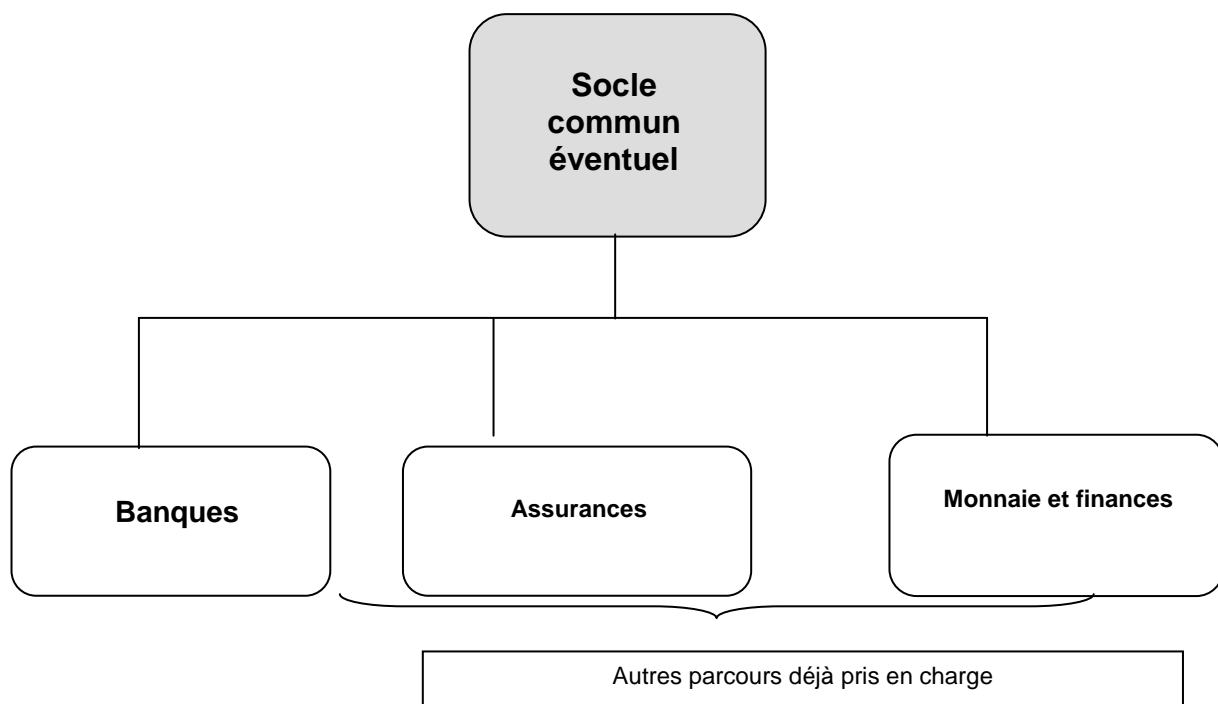 Socle
commun
éventuel
Banques
Assurances
Monnaie et finances
Autres parcours déjà pris en charge